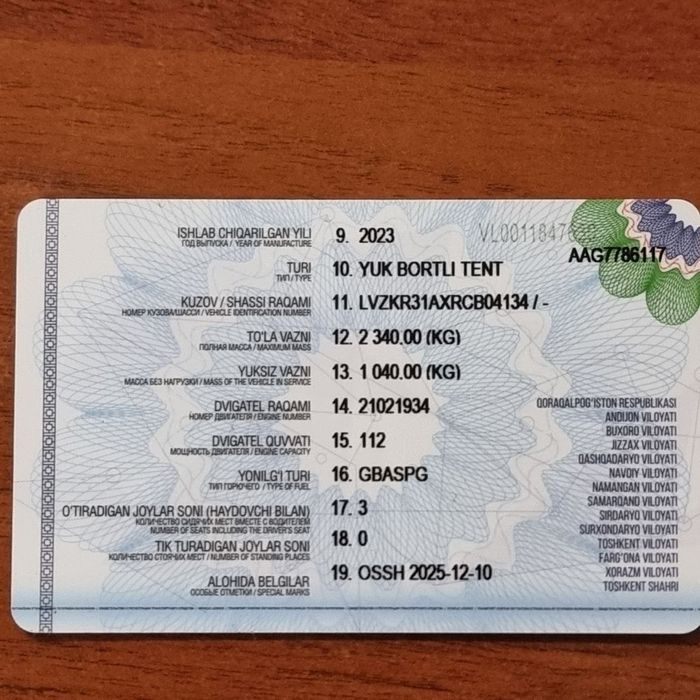 ISHLAB CHIQARILGAN YILI 9. 2023
ГОД ВЫПУСКА / YEAR OF MANUFACTURE
VL0011847
AAG7786117
TURI 10. YUK BORTLI TENT
ТИП / TYPE
KUZOV / SHASSI RAQAMI 11. LVZKR31AXRCB04134 / -
НОМЕР КУЗОВА/ШАССИ / VEHICLE IDENTIFICATION NUMBER
TO'LA VAZNI 12. 2 340.00 (KG)
ПОЛНАЯ МАССА / MAXIMUM MASS
YUKSIZ VAZNI 13. 1 040.00 (KG)
МАССА БЕЗ НАГРУЗКИ / MASS OF THE VEHICLE IN SERVICE
DVIGATEL RAQAMI 14. 21021934
НОМЕР ДВИГАТЕЛЯ / ENGINE NUMBER
DVIGATEL QUVVATI 15. 112
МОЩНОСТЬ ДВИГАТЕЛЯ / ENGINE CAPACITY
YONILG'I TURI 16. GBASPG
ТИП ГОРЮЧЕГО / TYPE OF FUEL
O'TIRADIGAN JOYLAR SONI (HAYDOVCHI BILAN) 17. 3
КОЛИЧЕСТВО СИДЯЧИХ МЕСТ ВМЕСТЕ С ВОДИТЕЛЕМ
NUMBER OF SEATS INCLUDING THE DRIVER'S SEAT
TIK TURADIGAN JOYLAR SONI 18. 0
КОЛИЧЕСТВО СТОЯЧИХ МЕСТ / NUMBER OF STANDING PLACES
ALOHIDA BELGILAR 19. OSSH 2025-12-10
ОСОБЫЕ ОТМЕТКИ / SPECIAL MARKS
QORAQALPOG'ISTON RESPUBLIKASI
ANDIJON VILOYATI
BUXORO VILOYATI
JIZZAX VILOYATI
QASHQADARYO VILOYATI
NAVOIY VILOYATI
NAMANGAN VILOYATI
SAMARQAND VILOYATI
SIRDARYO VILOYATI
SURXONDARYO VILOYATI
TOSHKENT VILOYATI
FARG'ONA VILOYATI
XORAZM VILOYATI
TOSHKENT SHAHRI